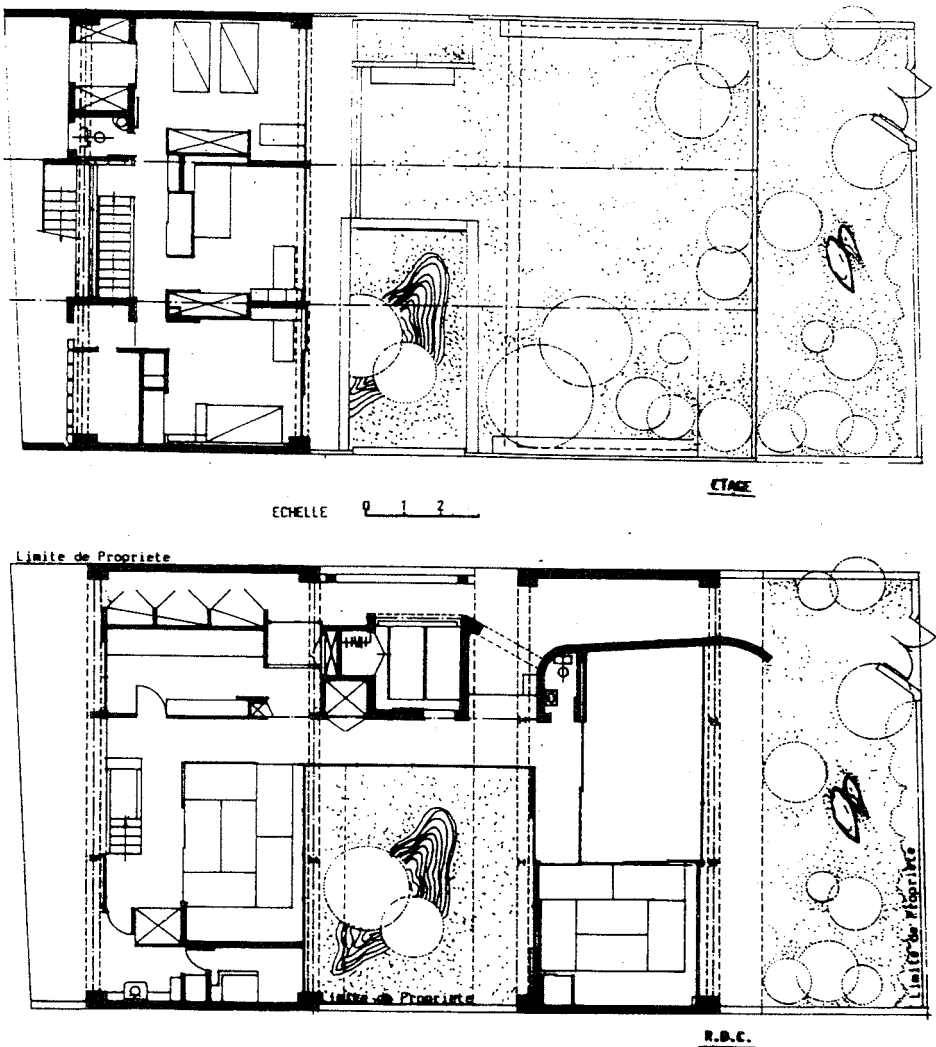 ETAGE
ECHELLE 0 1 2
Limite de Propriete
Limite de Propriete
Limite de Propriete
R.D.C.